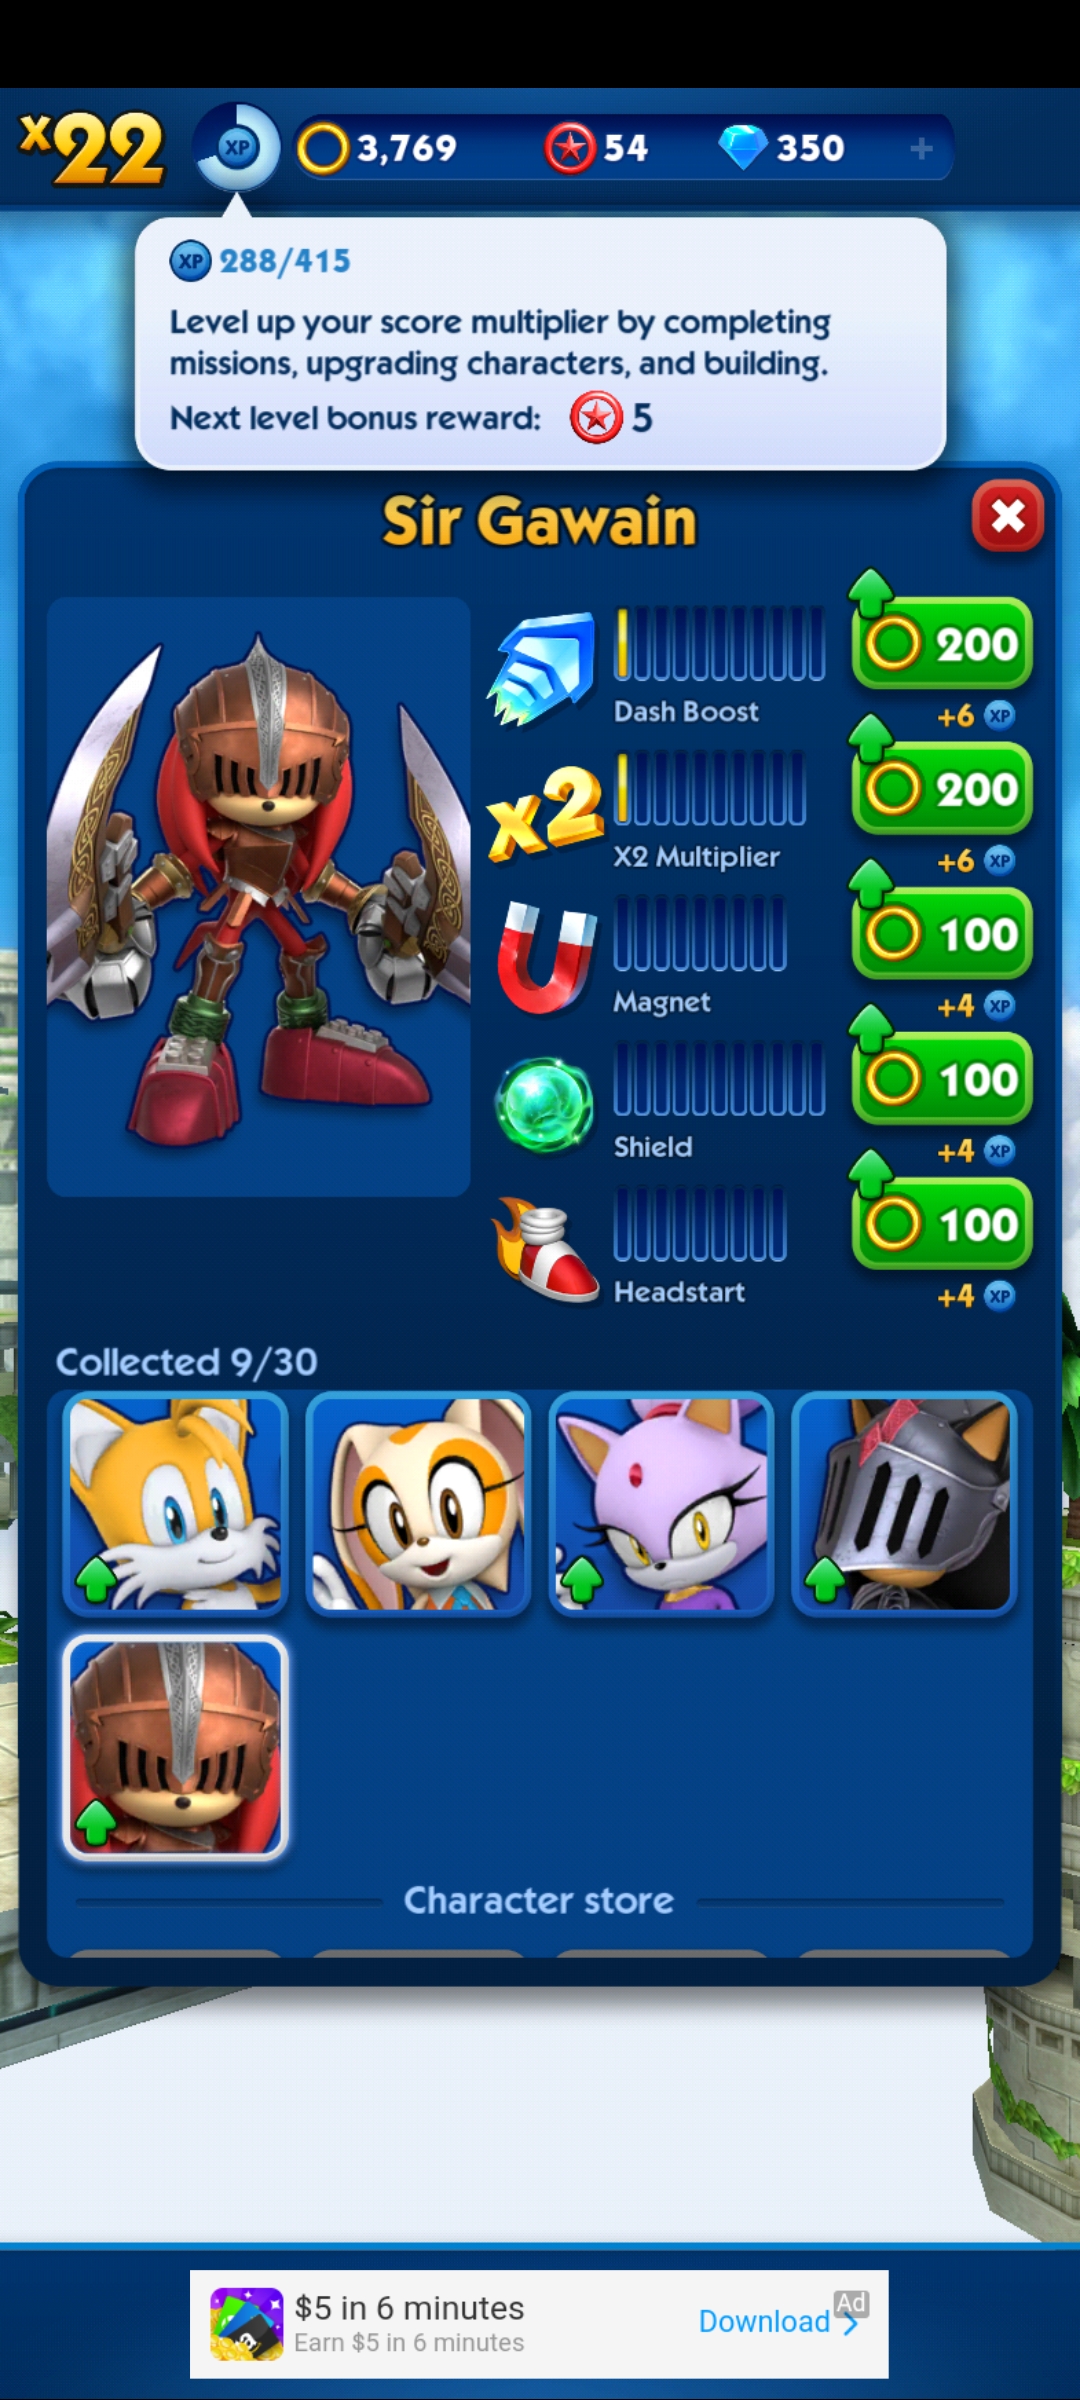 x22
XP
3,769
54
350
+
XP 288/415
Level up your score multiplier by completing
missions, upgrading characters, and building.
Next level bonus reward: 5
Sir Gawain
200
Dash Boost
+6 XP
x2
200
X2 Multiplier
+6 XP
100
Magnet
+4 XP
100
Shield
+4 XP
100
Headstart
+4 XP
Collected 9/30
Character store
$5 in 6 minutes
Ad
Download
Earn $5 in 6 minutes